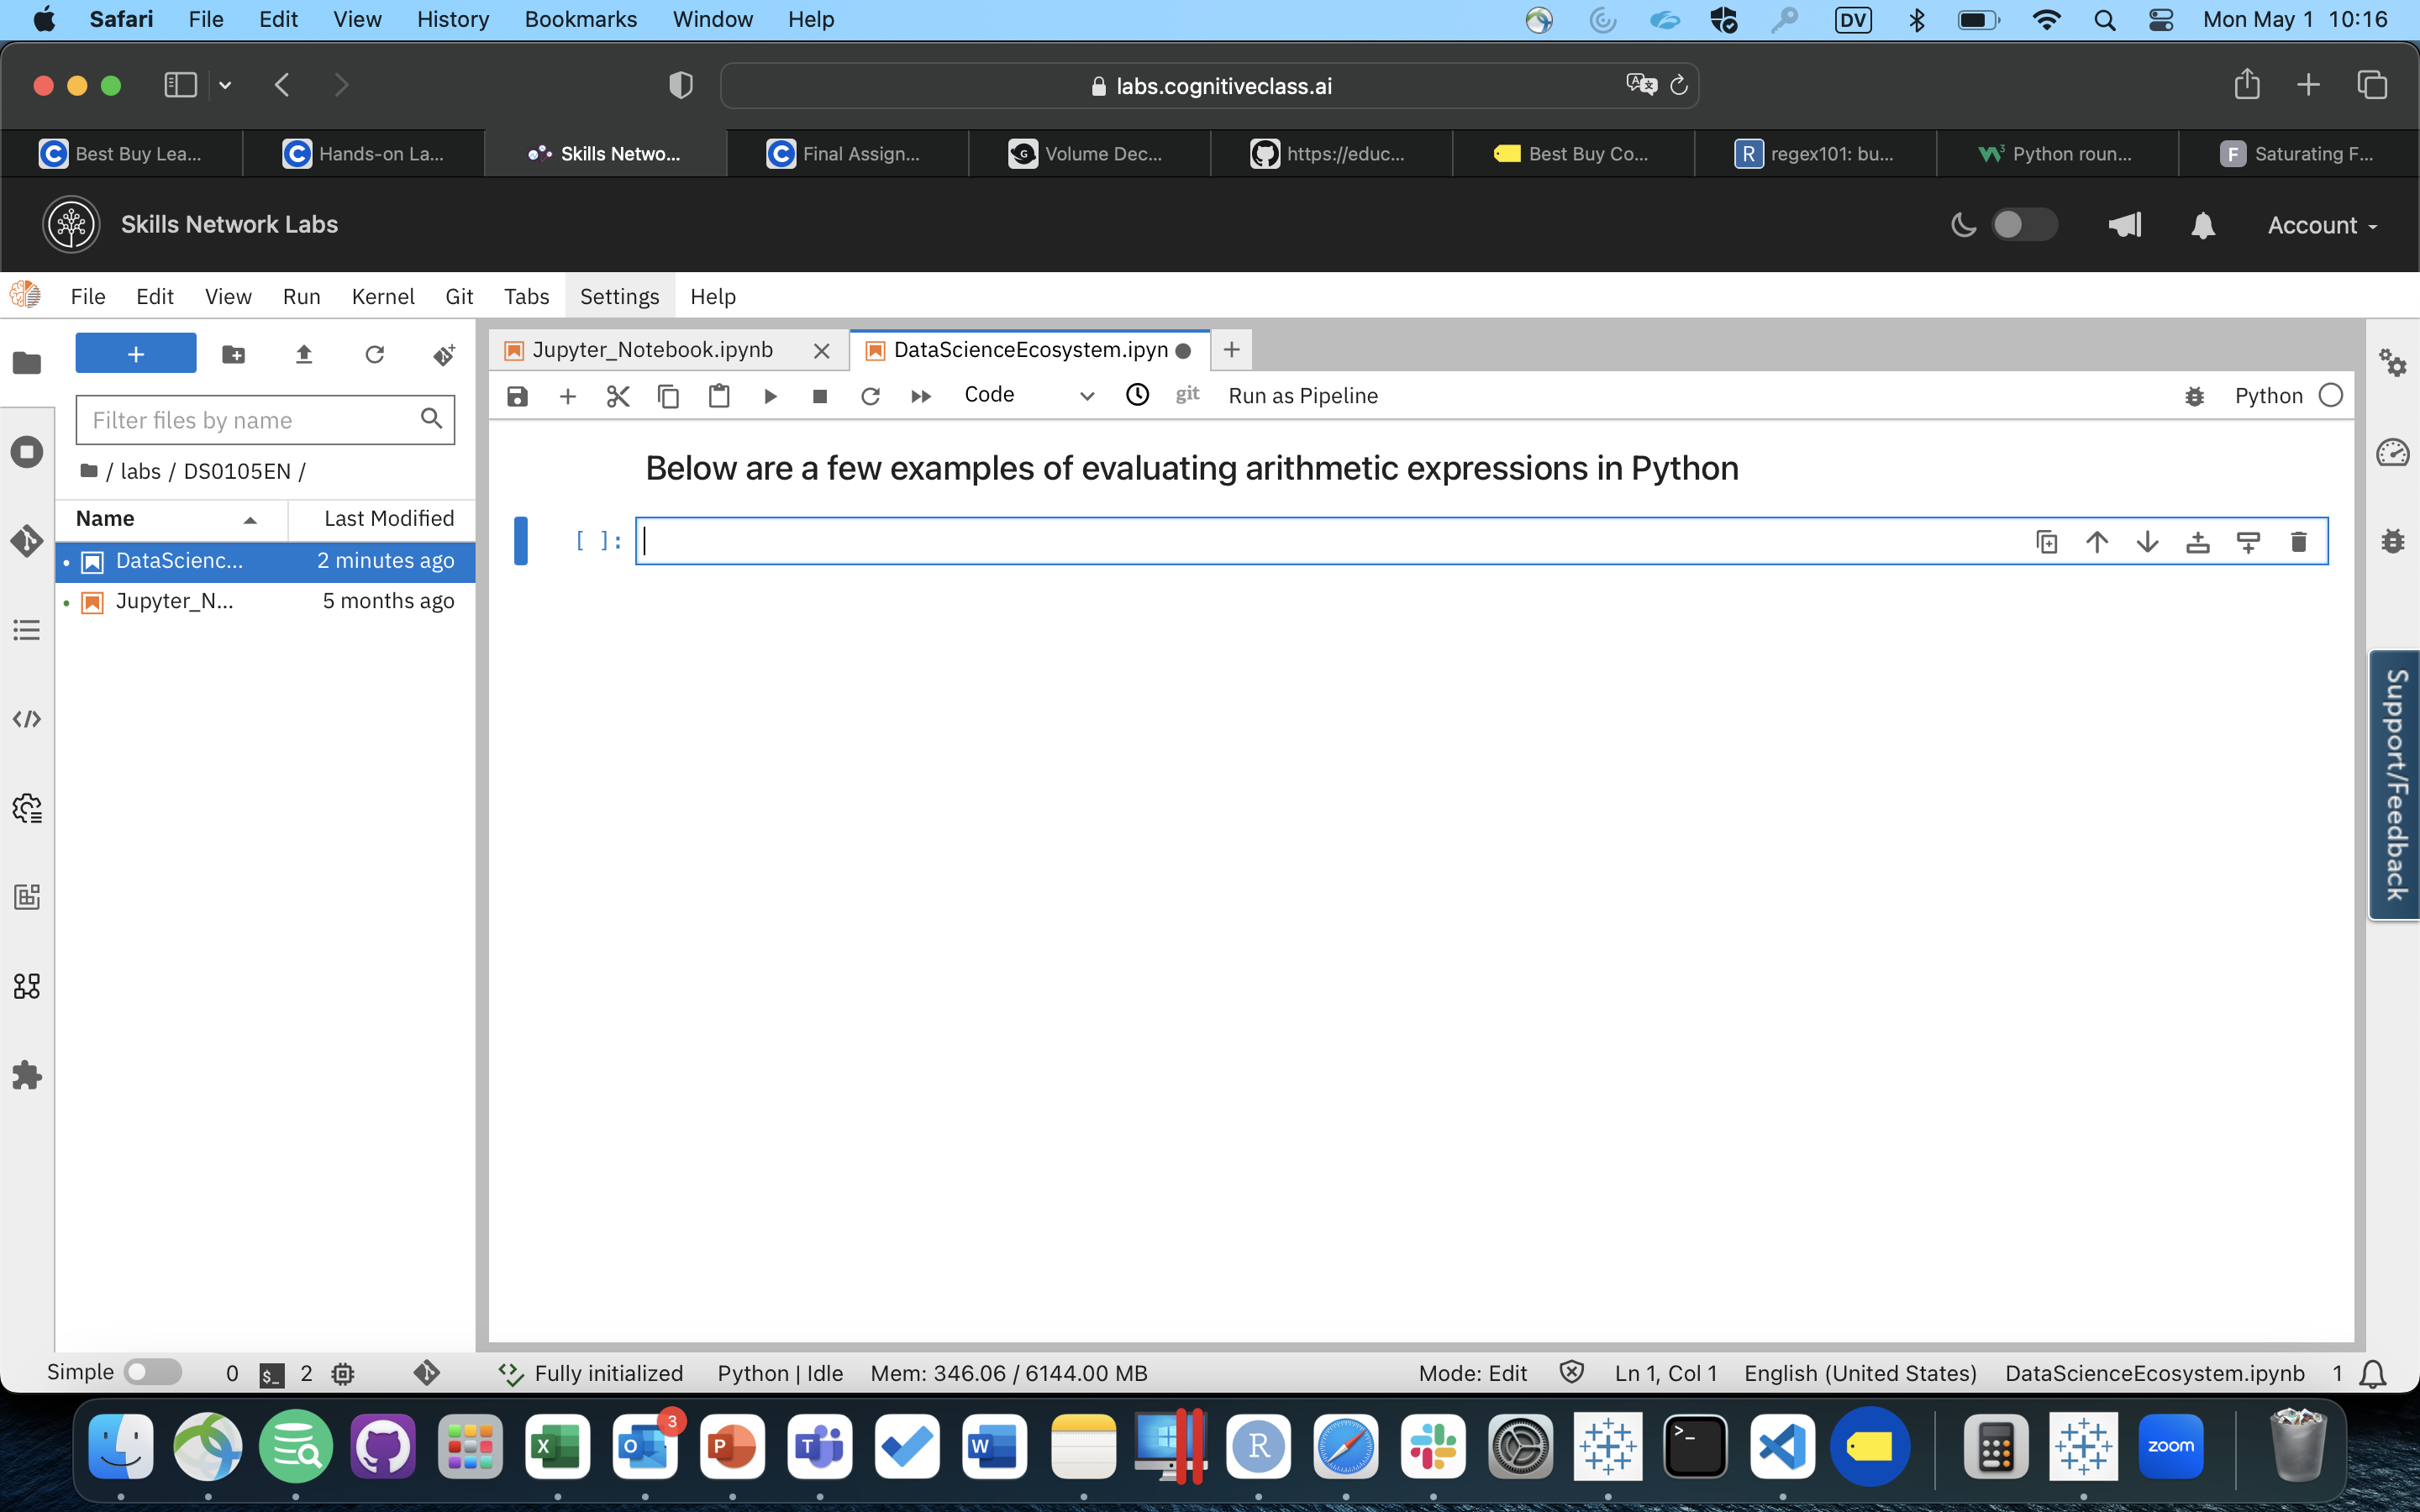 Safari File Edit View History Bookmarks Window Help DV Mon May 1 10:16
labs.cognitiveclass.ai
Best Buy Lea... Hands-on La... Skills Netwo... Final Assign... Volume Dec... https://educ... Best Buy Co... R regex101: bu... Python roun... F Saturating F...
Skills Network Labs Account
File Edit View Run Kernel Git Tabs Settings Help
Jupyter_Notebook.ipynb DataScienceEcosystem.ipyn
Code git Run as Pipeline Python
Filter files by name
/ labs / DS0105EN /
Name Last Modified
DataScienc... 2 minutes ago
Jupyter_N... 5 months ago
Below are a few examples of evaluating arithmetic expressions in Python
[ ]:
Support/Feedback
Simple 0 $_ 2 Fully initialized Python | Idle Mem: 346.06 / 6144.00 MB Mode: Edit Ln 1, Col 1 English (United States) DataScienceEcosystem.ipynb 1
X O 3 P T W R >_ zoom